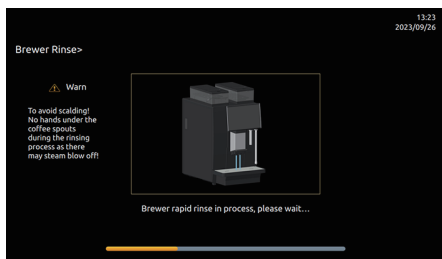 13:23
2023/09/26
Brewer Rinse>
Warn
To avoid scalding!
No hands under the
coffee spouts
during the rinsing
process as there
may steam blow off!
Brewer rapid rinse in process, please wait...